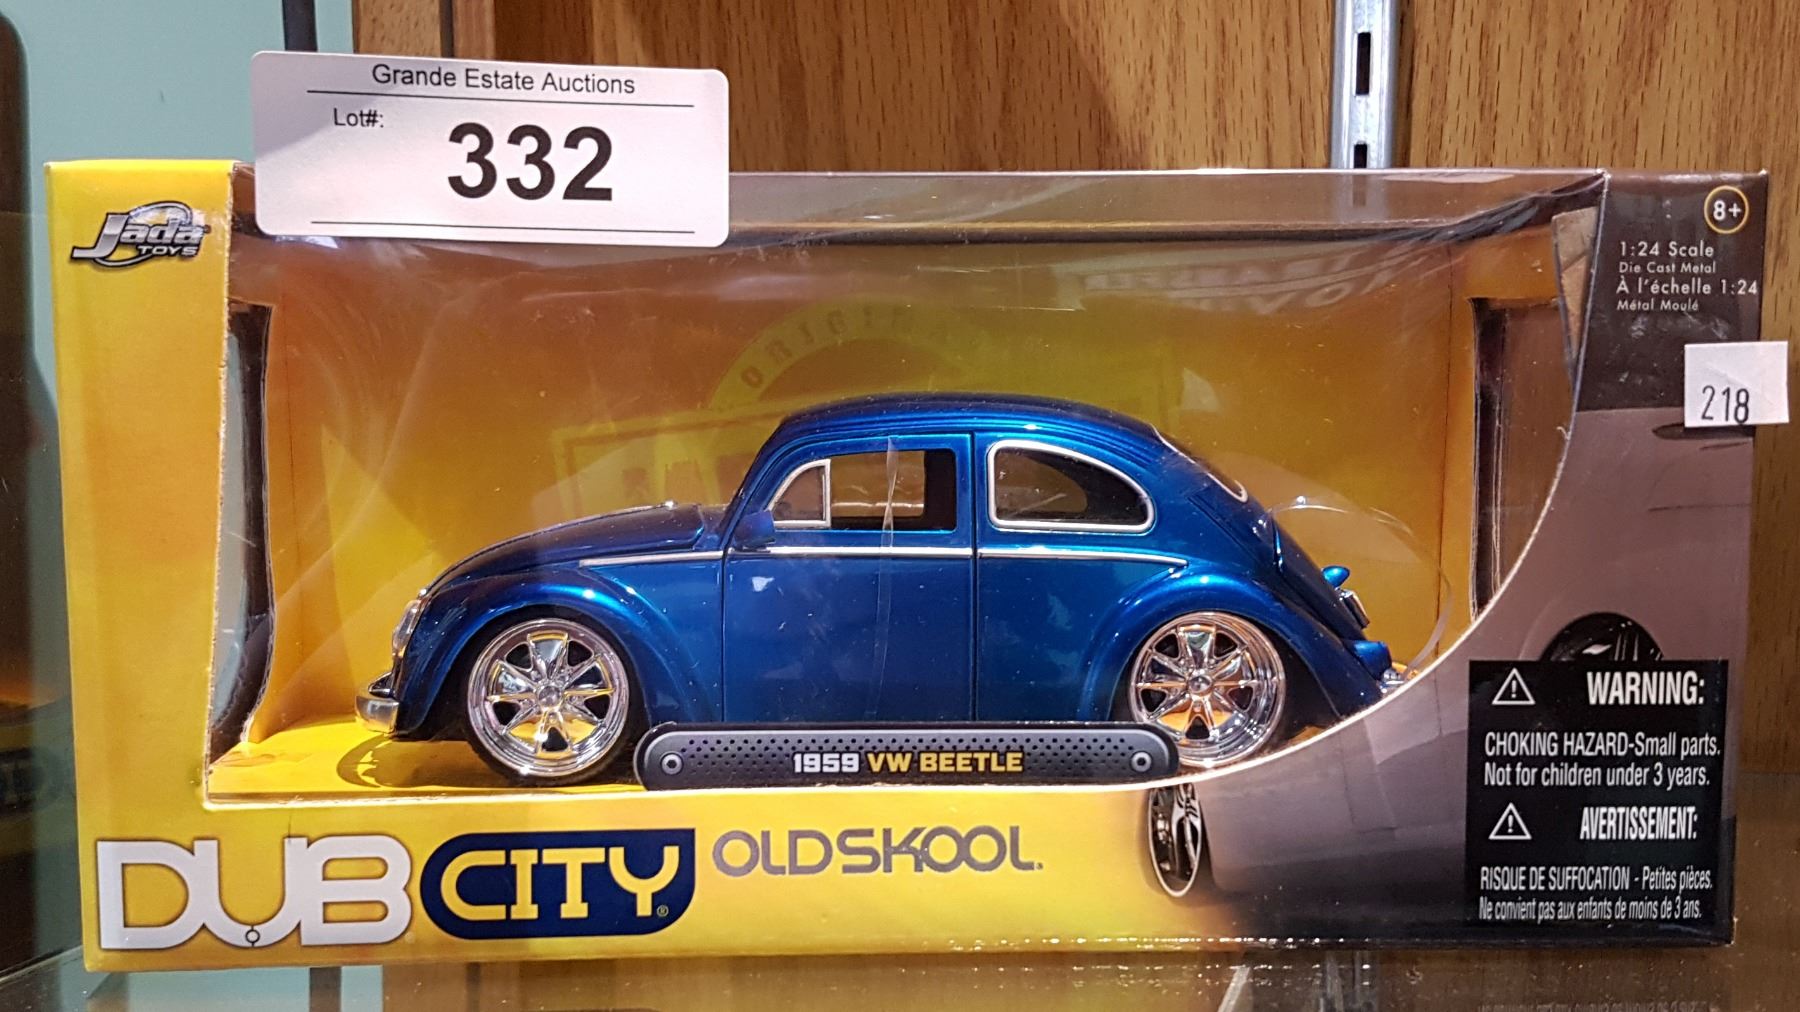 Grande Estate Auctions
Lot#:
332
Jada
TOYS
8+
1:24 Scale
Die Cast Metal
À l'échelle 1:24
Métal Moulé
218
1959 VW BEETLE
DUB CITY®
OLD SKOOL
WARNING:
CHOKING HAZARD-Small parts.
Not for children under 3 years.
AVERTISSEMENT:
RISQUE DE SUFFOCATION - Petites pièces.
Ne convient pas aux enfants de moins de 3 ans.